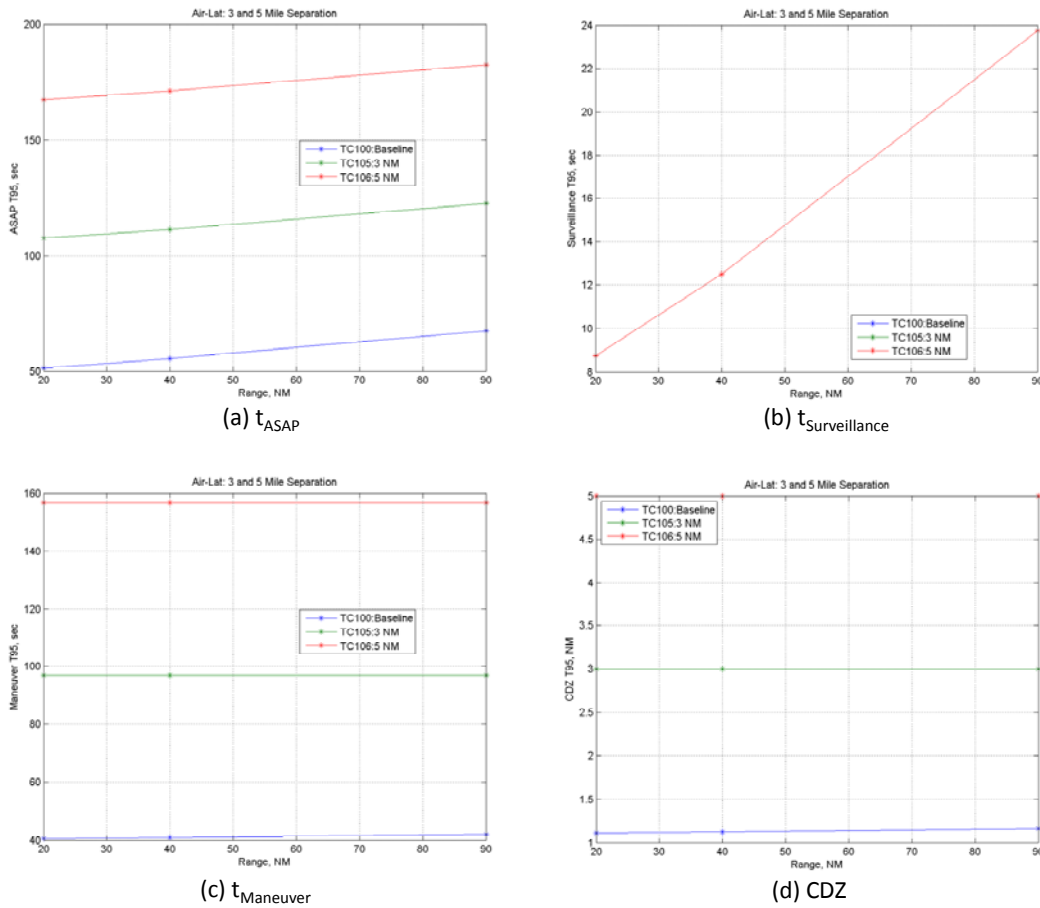 Air-Lat: 3 and 5 Mile Separation
200
150
100
50
ASAP T95, sec
TC100:Baseline
TC105:3 NM
TC106:5 NM
20 30 40 50 60 70 80 90
Range, NM
(a) tASAP
Air-Lat: 3 and 5 Mile Separation
24
22
20
18
16
14
12
10
8
Surveillance T95, sec
TC100:Baseline
TC105:3 NM
TC106:5 NM
20 30 40 50 60 70 80 90
Range, NM
(b) tSurveillance
Air-Lat: 3 and 5 Mile Separation
160
140
120
100
80
60
40
Maneuver T95, sec
TC100:Baseline
TC105:3 NM
TC106:5 NM
20 30 40 50 60 70 80 90
Range, NM
(c) tManeuver
Air-Lat: 3 and 5 Mile Separation
5
4.5
4
3.5
3
2.5
2
1.5
1
CDZ T95, NM
TC100:Baseline
TC105:3 NM
TC106:5 NM
20 30 40 50 60 70 80 90
Range, NM
(d) CDZ